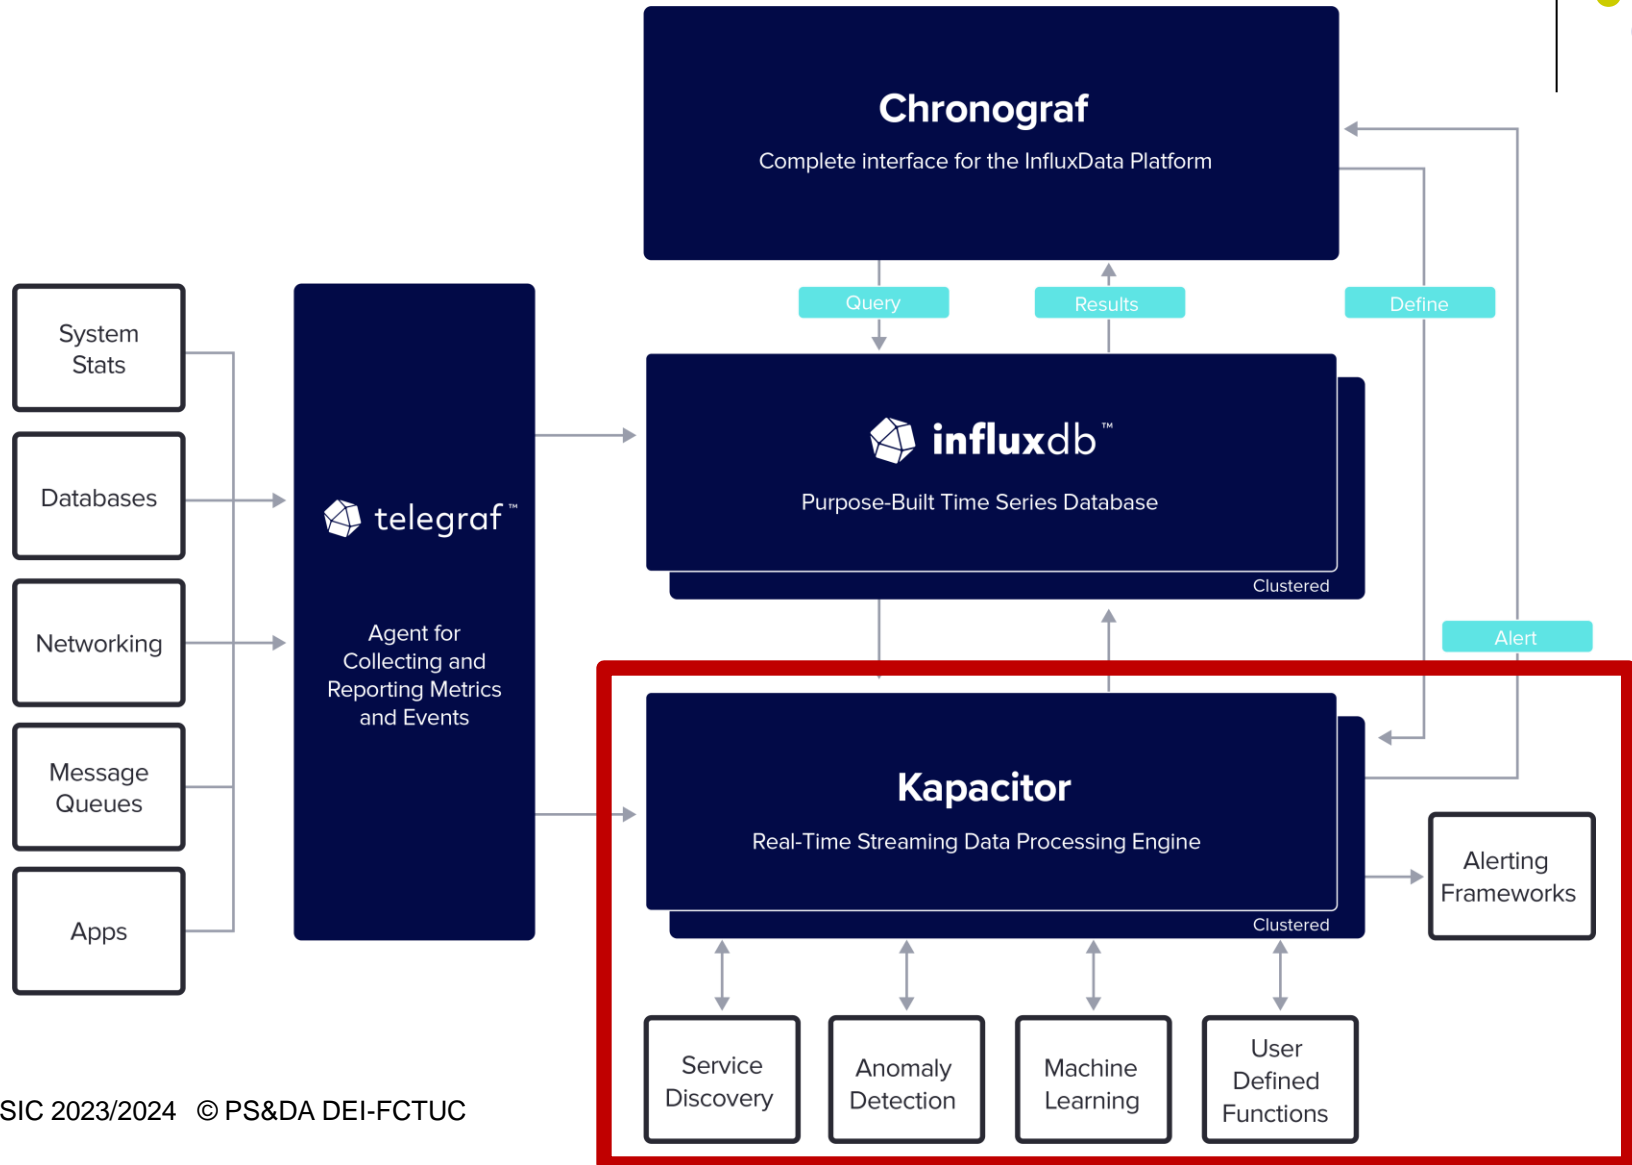 Chronograf
Complete interface for the InfluxData Platform
Query
Results
Define
System
Stats
Databases
Networking
Message
Queues
Apps
telegraf™
Agent for
Collecting and
Reporting Metrics
and Events
influxdb™
Purpose-Built Time Series Database
Clustered
Alert
Kapacitor
Real-Time Streaming Data Processing Engine
Clustered
Alerting
Frameworks
Service
Discovery
Anomaly
Detection
Machine
Learning
User
Defined
Functions
SIC 2023/2024 © PS&DA DEI-FCTUC